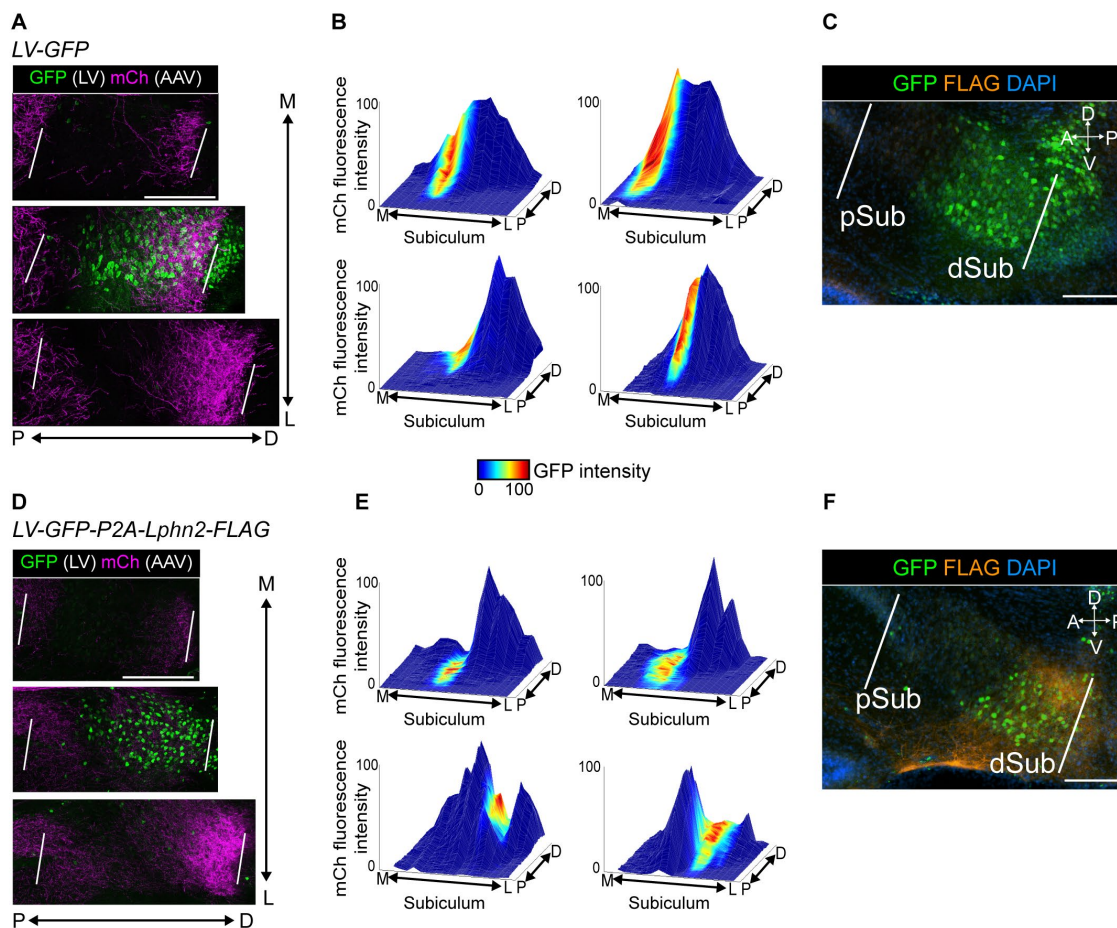 A
LV-GFP
GFP (LV) mCh (AAV)
M
L
P
D
B
mCh fluorescence
intensity
100
0
M
L
P
D
Subiculum
100
0
M
L
P
D
Subiculum
mCh fluorescence
intensity
100
0
M
L
P
D
Subiculum
100
0
M
L
P
D
Subiculum
C
GFP FLAG DAPI
D
A
P
V
pSub
dSub
0
100
GFP intensity
D
LV-GFP-P2A-Lphn2-FLAG
GFP (LV) mCh (AAV)
M
L
P
D
E
mCh fluorescence
intensity
100
0
M
L
P
D
Subiculum
100
0
M
L
P
D
Subiculum
mCh fluorescence
intensity
100
0
M
L
P
D
Subiculum
100
0
M
L
P
D
Subiculum
F
GFP FLAG DAPI
D
A
P
V
pSub
dSub